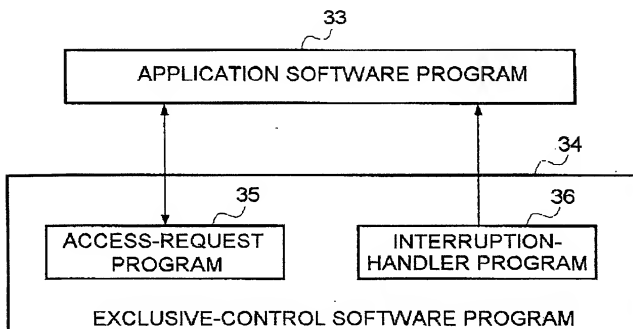 33
APPLICATION SOFTWARE PROGRAM
34
35
36
ACCESS-REQUEST
PROGRAM
INTERRUPTION-
HANDLER PROGRAM
EXCLUSIVE-CONTROL SOFTWARE PROGRAM